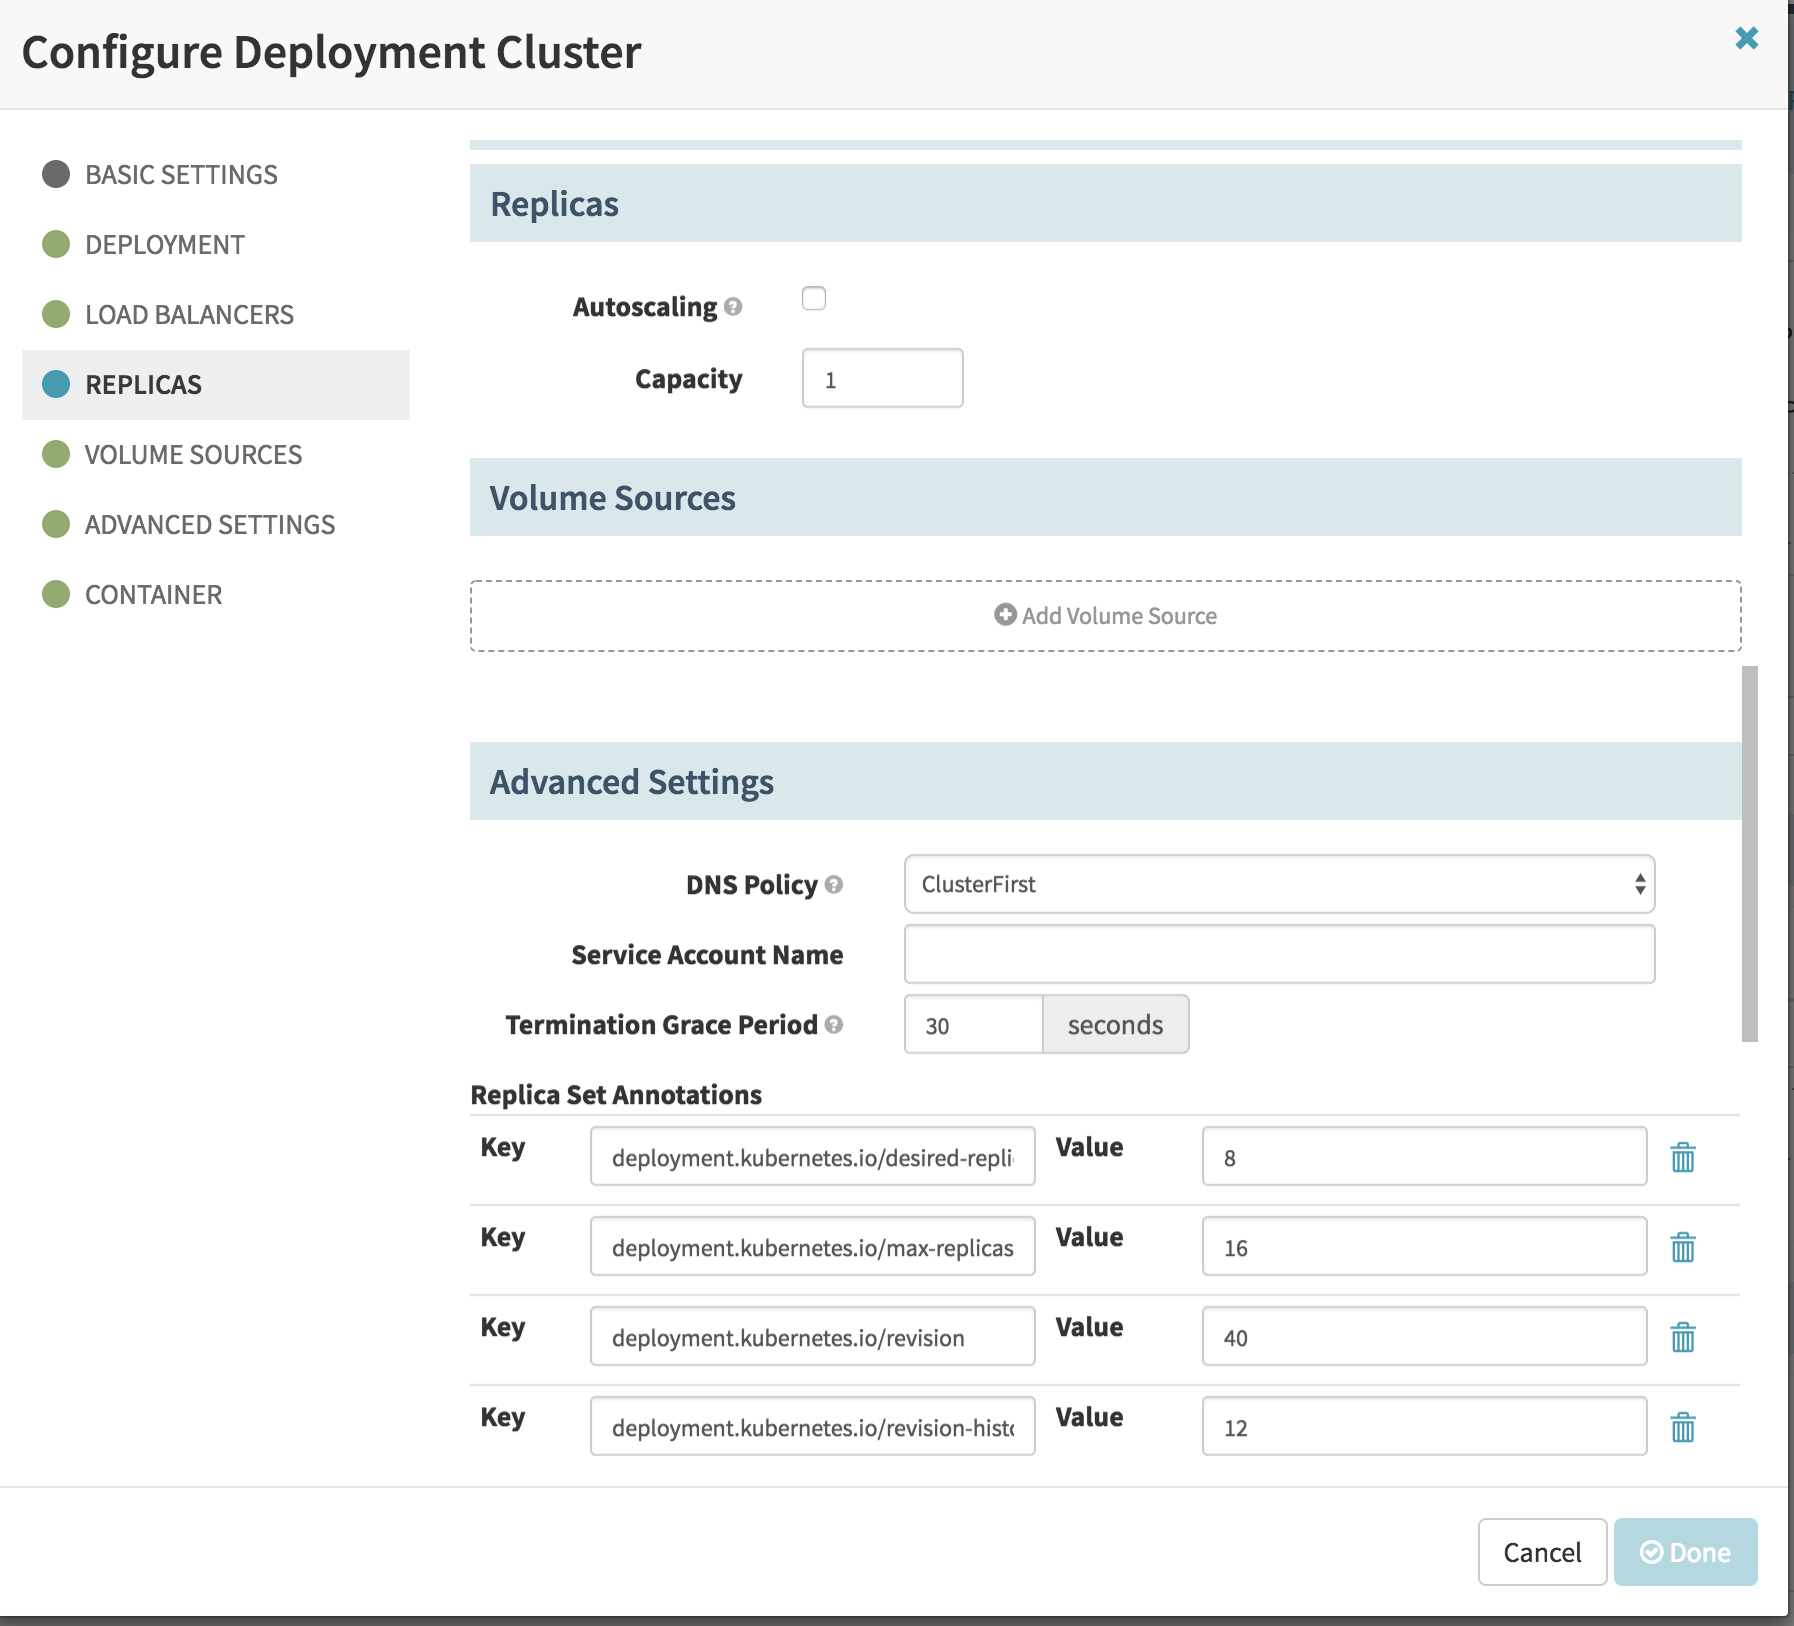 Configure Deployment Cluster
BASIC SETTINGS
DEPLOYMENT
LOAD BALANCERS
REPLICAS
VOLUME SOURCES
ADVANCED SETTINGS
CONTAINER
Replicas
Autoscaling
Capacity 1
Volume Sources
Add Volume Source
Advanced Settings
DNS Policy ClusterFirst
Service Account Name
Termination Grace Period 30 seconds
Replica Set Annotations
Key deployment.kubernetes.io/desired-repli Value 8
Key deployment.kubernetes.io/max-replicas Value 16
Key deployment.kubernetes.io/revision Value 40
Key deployment.kubernetes.io/revision-histo Value 12
Cancel Done